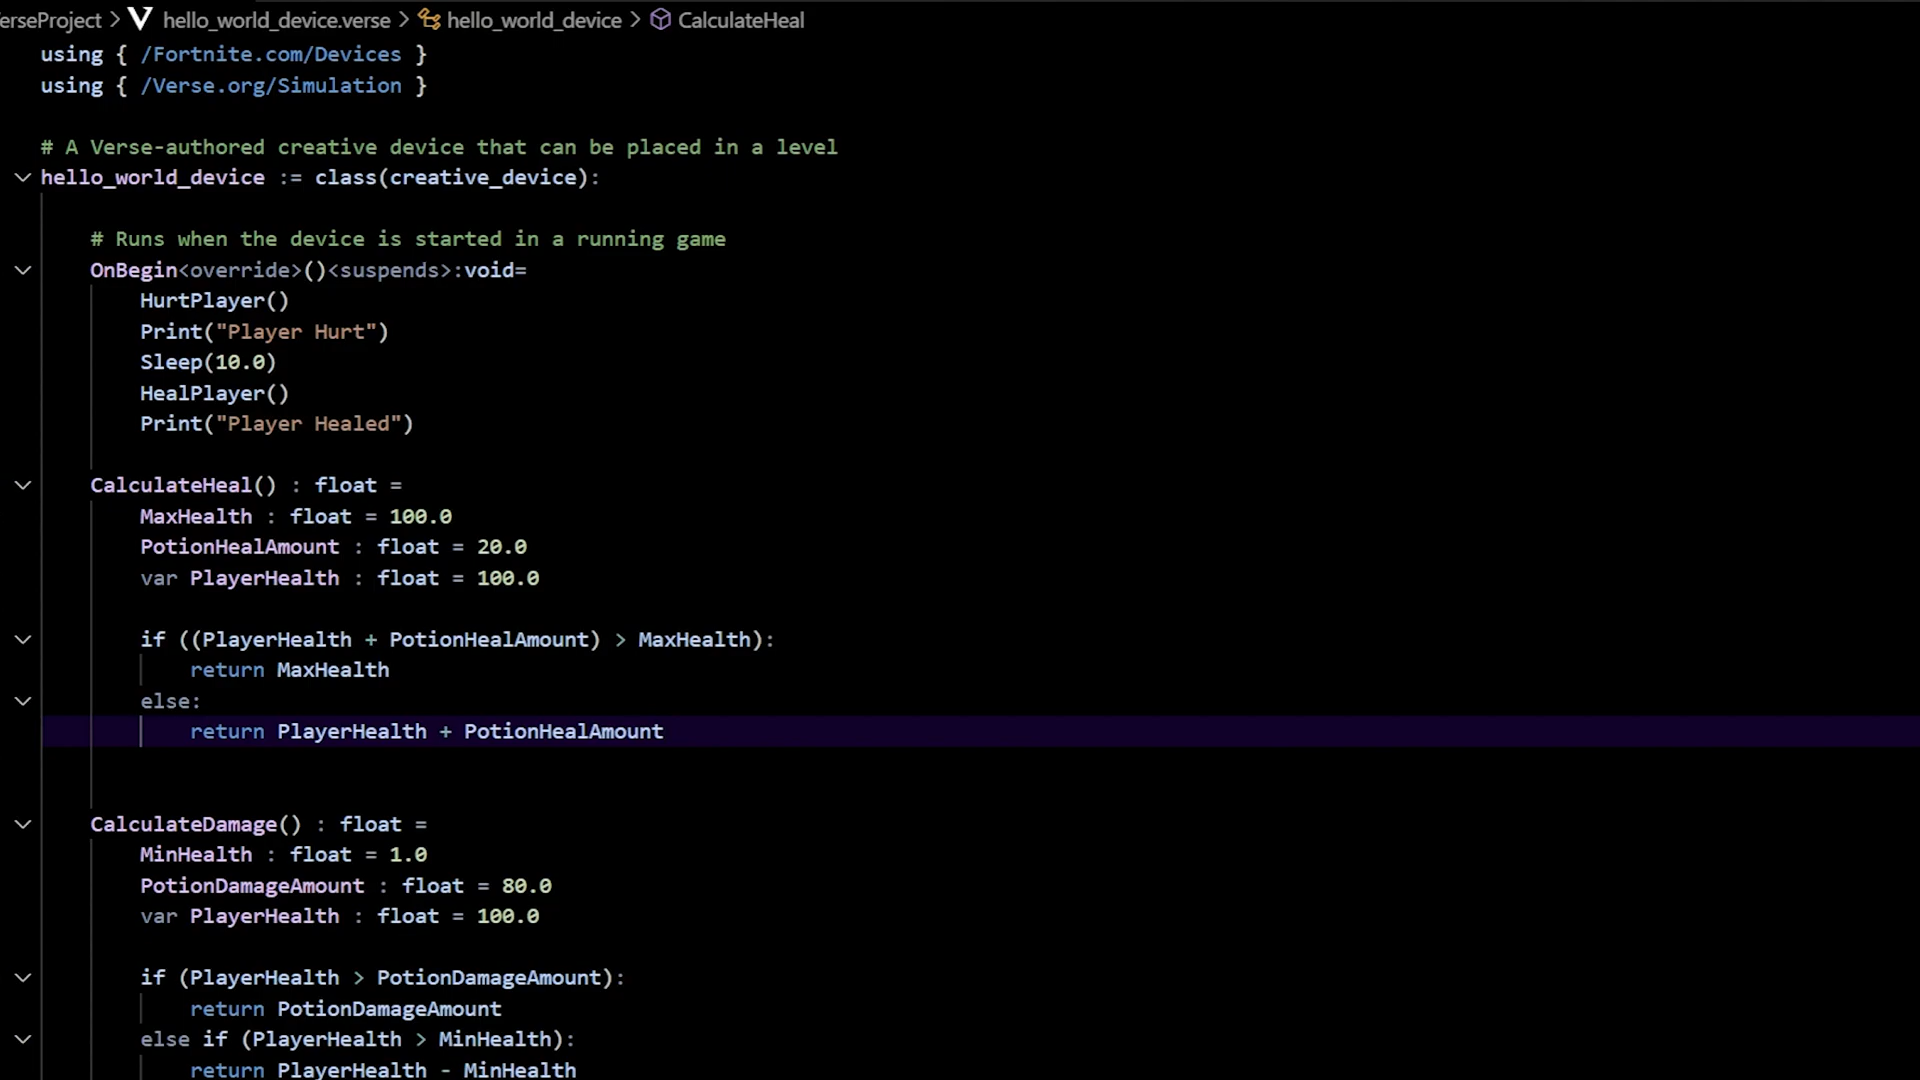 erseProject > hello_world_device.verse > hello_world_device > CalculateHeal
using { /Fortnite.com/Devices }
using { /Verse.org/Simulation }
# A Verse-authored creative device that can be placed in a level
hello_world_device := class(creative_device):
# Runs when the device is started in a running game
OnBegin<override>()<suspends>:void=
HurtPlayer()
Print("Player Hurt")
Sleep(10.0)
HealPlayer()
Print("Player Healed")
CalculateHeal() : float =
MaxHealth : float = 100.0
PotionHealAmount : float = 20.0
var PlayerHealth : float = 100.0
if ((PlayerHealth + PotionHealAmount) > MaxHealth):
return MaxHealth
else:
return PlayerHealth + PotionHealAmount
CalculateDamage() : float =
MinHealth : float = 1.0
PotionDamageAmount : float = 80.0
var PlayerHealth : float = 100.0
if (PlayerHealth > PotionDamageAmount):
return PotionDamageAmount
else if (PlayerHealth > MinHealth):
return PlayerHealth - MinHealth